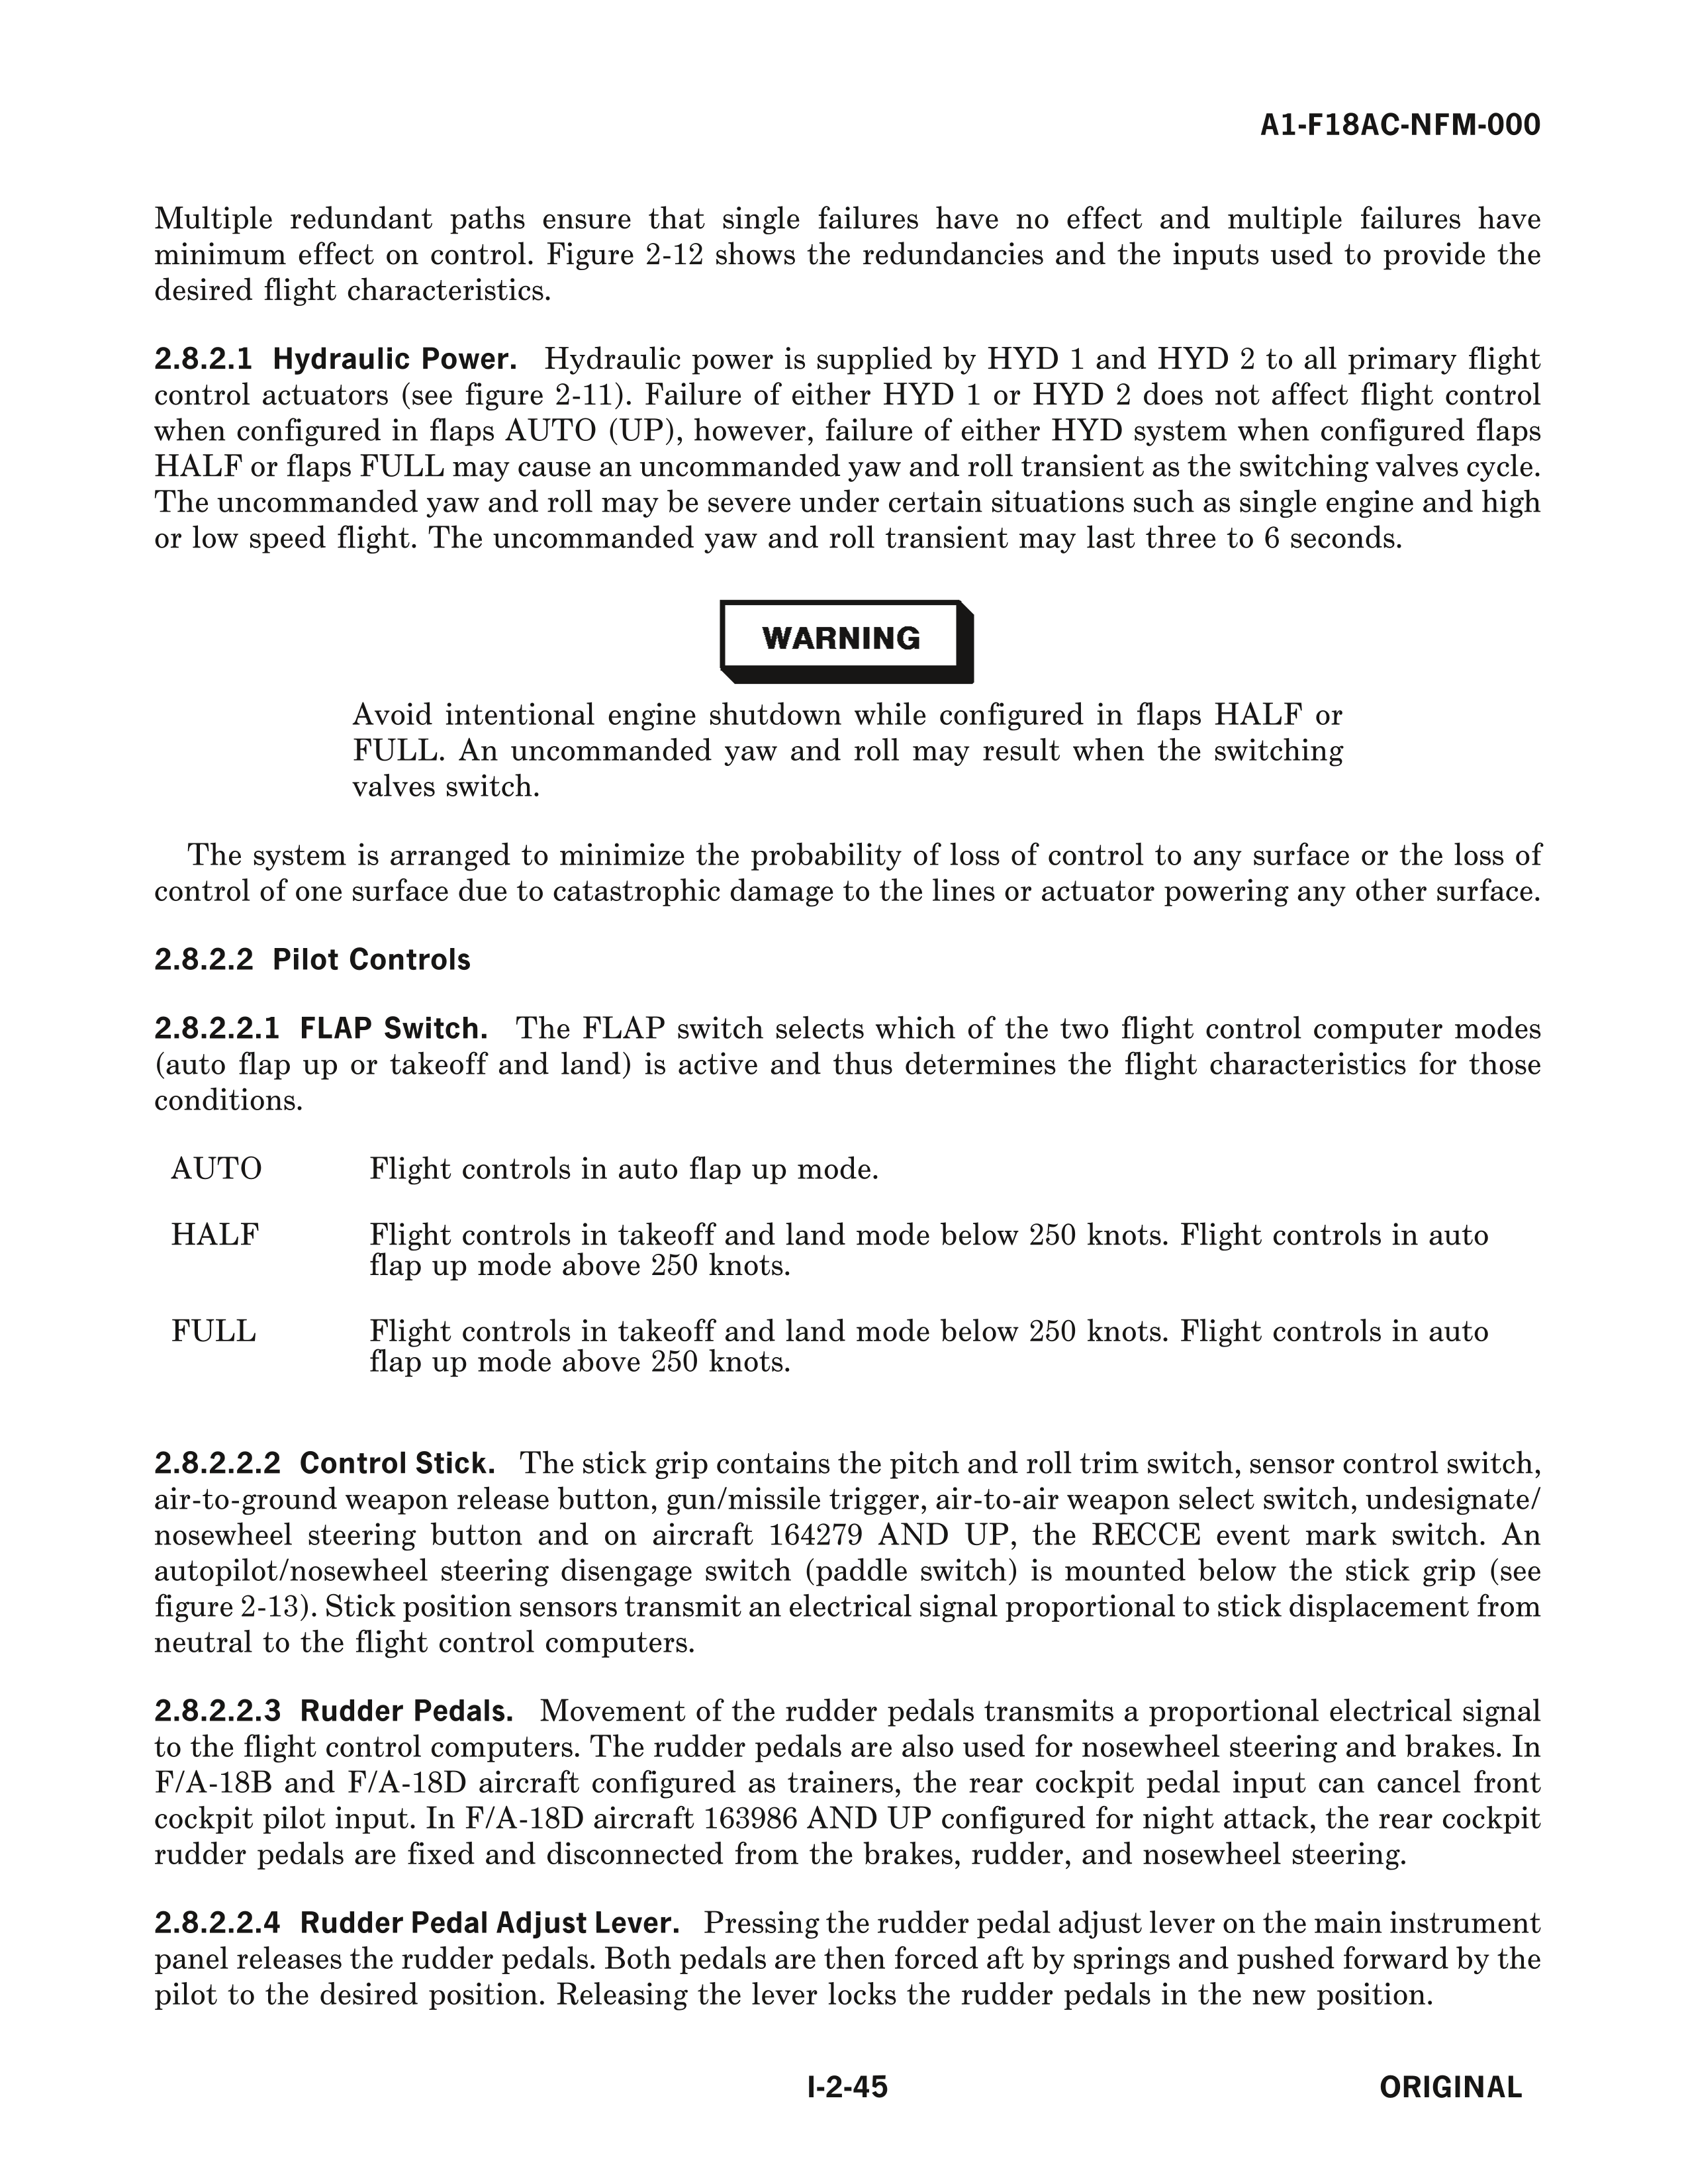 A1-F18AC-NFM-000
Multiple redundant paths ensure that single failures have no effect and multiple failures have
minimum effect on control. Figure 2-12 shows the redundancies and the inputs used to provide the
desired flight characteristics.
2.8.2.1 Hydraulic Power. Hydraulic power is supplied by HYD 1 and HYD 2 to all primary flight
control actuators (see figure 2-11). Failure of either HYD 1 or HYD 2 does not affect flight control
when configured in flaps AUTO (UP), however, failure of either HYD system when configured flaps
HALF or flaps FULL may cause an uncommanded yaw and roll transient as the switching valves cycle.
The uncommanded yaw and roll may be severe under certain situations such as single engine and high
or low speed flight. The uncommanded yaw and roll transient may last three to 6 seconds.
WARNING
Avoid intentional engine shutdown while configured in flaps HALF or
FULL. An uncommanded yaw and roll may result when the switching
valves switch.
The system is arranged to minimize the probability of loss of control to any surface or the loss of
control of one surface due to catastrophic damage to the lines or actuator powering any other surface.
2.8.2.2 Pilot Controls
2.8.2.2.1 FLAP Switch. The FLAP switch selects which of the two flight control computer modes
(auto flap up or takeoff and land) is active and thus determines the flight characteristics for those
conditions.
AUTO Flight controls in auto flap up mode.
HALF Flight controls in takeoff and land mode below 250 knots. Flight controls in auto
flap up mode above 250 knots.
FULL Flight controls in takeoff and land mode below 250 knots. Flight controls in auto
flap up mode above 250 knots.
2.8.2.2.2 Control Stick. The stick grip contains the pitch and roll trim switch, sensor control switch,
air-to-ground weapon release button, gun/missile trigger, air-to-air weapon select switch, undesignate/
nosewheel steering button and on aircraft 164279 AND UP, the RECCE event mark switch. An
autopilot/nosewheel steering disengage switch (paddle switch) is mounted below the stick grip (see
figure 2-13). Stick position sensors transmit an electrical signal proportional to stick displacement from
neutral to the flight control computers.
2.8.2.2.3 Rudder Pedals. Movement of the rudder pedals transmits a proportional electrical signal
to the flight control computers. The rudder pedals are also used for nosewheel steering and brakes. In
F/A-18B and F/A-18D aircraft configured as trainers, the rear cockpit pedal input can cancel front
cockpit pilot input. In F/A-18D aircraft 163986 AND UP configured for night attack, the rear cockpit
rudder pedals are fixed and disconnected from the brakes, rudder, and nosewheel steering.
2.8.2.2.4 Rudder Pedal Adjust Lever. Pressing the rudder pedal adjust lever on the main instrument
panel releases the rudder pedals. Both pedals are then forced aft by springs and pushed forward by the
pilot to the desired position. Releasing the lever locks the rudder pedals in the new position.
I-2-45 ORIGINAL